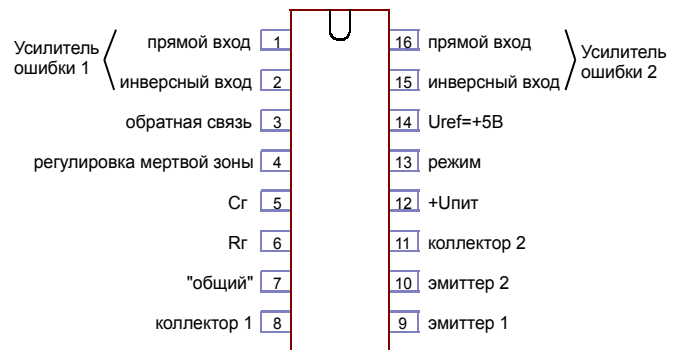 Усилитель
ошибки 1
прямой вход 1
инверсный вход 2
обратная связь 3
регулировка мертвой зоны 4
Cг 5
Rг 6
"общий" 7
коллектор 1 8
16 прямой вход
15 инверсный вход
Усилитель
ошибки 2
14 Uref=+5В
13 режим
12 +Uпит
11 коллектор 2
10 эмиттер 2
9 эмиттер 1